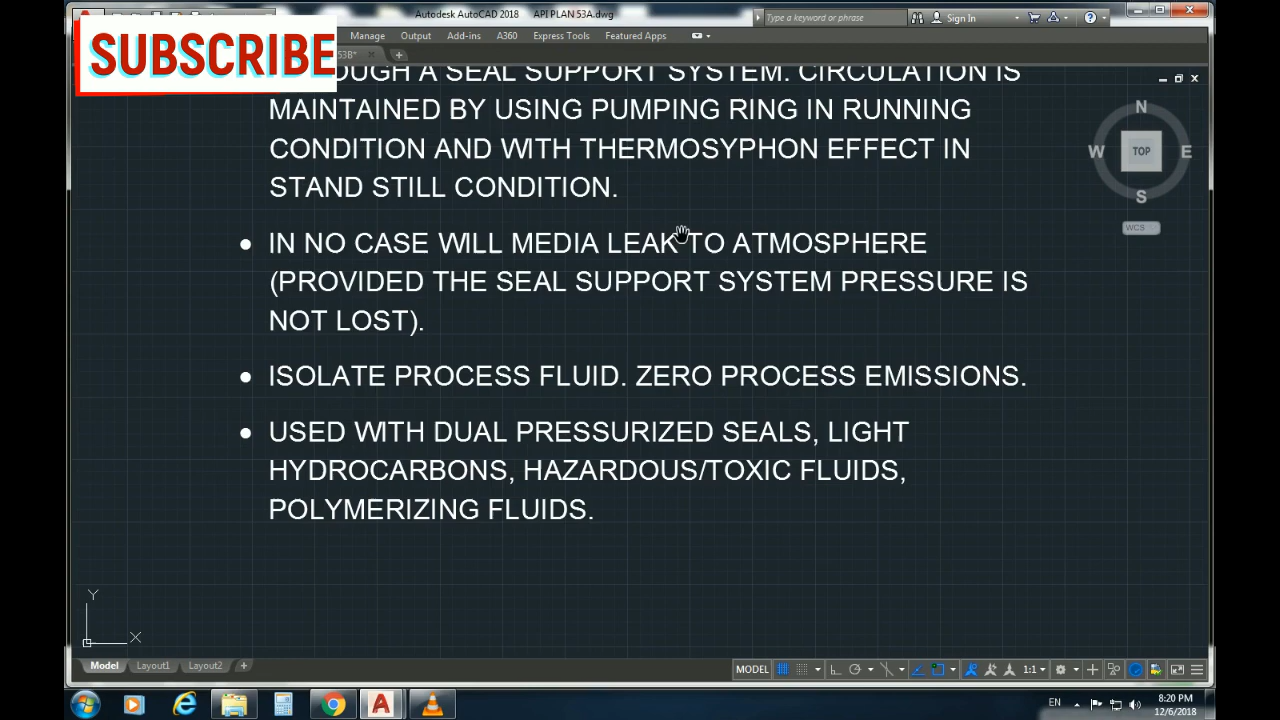 Autodesk AutoCAD 2018 API PLAN 53A.dwg
Type a keyword or phrase
Sign In
SUBSCRIBE
Manage Output Add-ins A360 Express Tools Featured Apps
53B*
A SEAL SUPPORT SYSTEM. CIRCULATION IS
MAINTAINED BY USING PUMPING RING IN RUNNING
CONDITION AND WITH THERMOSYPHON EFFECT IN
STAND STILL CONDITION.
• IN NO CASE WILL MEDIA LEAK TO ATMOSPHERE
(PROVIDED THE SEAL SUPPORT SYSTEM PRESSURE IS
NOT LOST).
• ISOLATE PROCESS FLUID. ZERO PROCESS EMISSIONS.
• USED WITH DUAL PRESSURIZED SEALS, LIGHT
HYDROCARBONS, HAZARDOUS/TOXIC FLUIDS,
POLYMERIZING FLUIDS.
N
W TOP E
S
WCS
Y
X
Model Layout1 Layout2
MODEL 1:1
EN 8:20 PM
12/6/2018